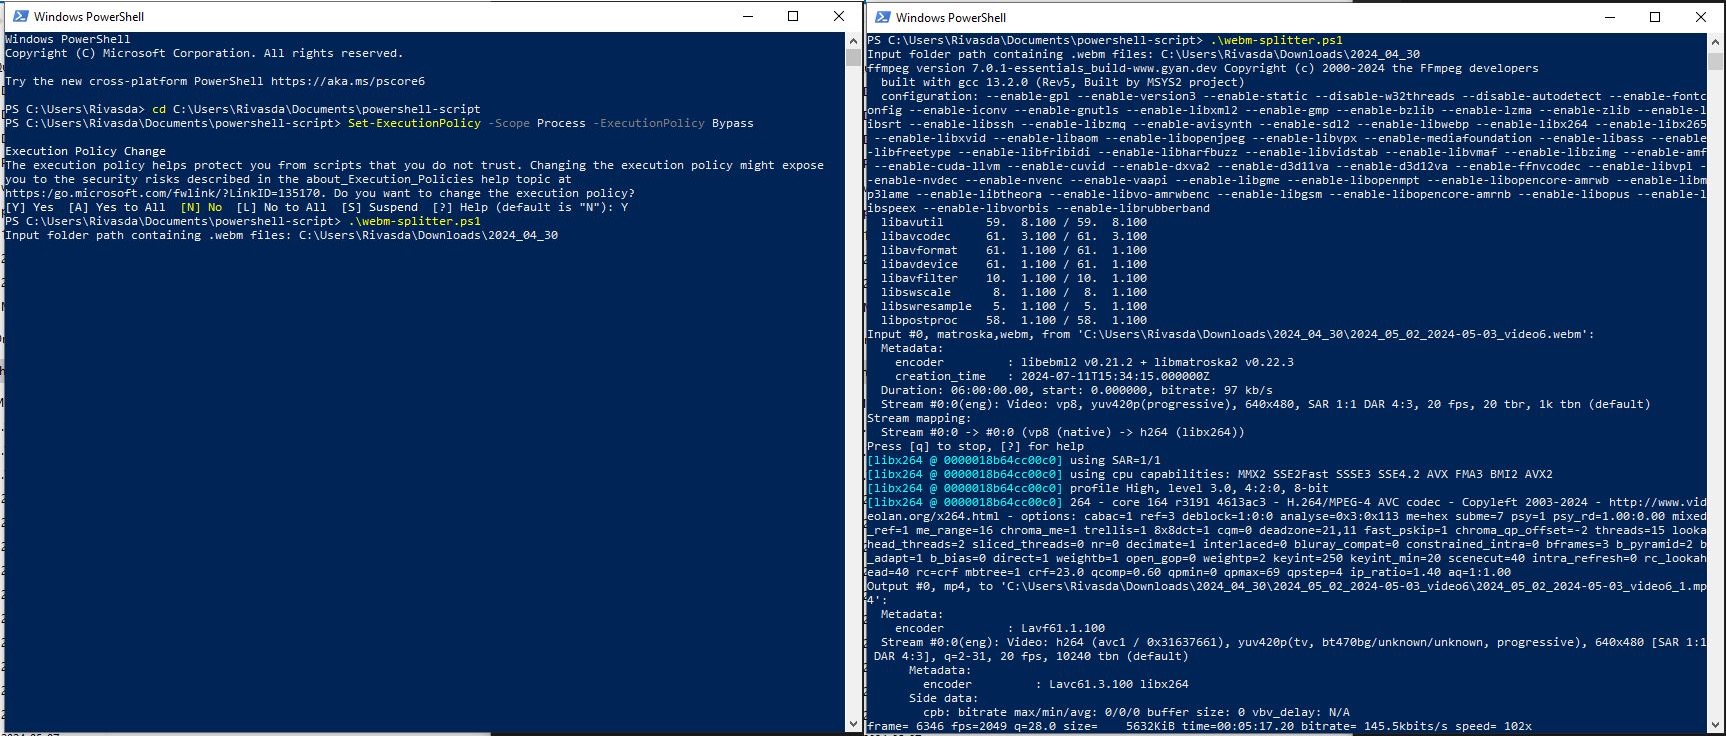 Windows PowerShell
Windows PowerShell
Copyright (C) Microsoft Corporation. All rights reserved.
Try the new cross-platform PowerShell https://aka.ms/pscore6
PS C:\Users\Rivasda> cd C:\Users\Rivasda\Documents\powershell-script
PS C:\Users\Rivasda\Documents\powershell-script> Set-ExecutionPolicy -Scope Process -ExecutionPolicy Bypass
Execution Policy Change
The execution policy helps protect you from scripts that you do not trust. Changing the execution policy might expose
you to the security risks described in the about_Execution_Policies help topic at
https:/go.microsoft.com/fwlink/?LinkID=135170. Do you want to change the execution policy?
[Y] Yes  [A] Yes to All  [N] No  [L] No to All  [S] Suspend  [?] Help (default is "N"): Y
PS C:\Users\Rivasda\Documents\powershell-script> .\webm-splitter.ps1
Input folder path containing .webm files: C:\Users\Rivasda\Downloads\2024_04_30
Windows PowerShell
PS C:\Users\Rivasda\Documents\powershell-script> .\webm-splitter.ps1
Input folder path containing .webm files: C:\Users\Rivasda\Downloads\2024_04_30
ffmpeg version 7.0.1-essentials_build-www.gyan.dev Copyright (c) 2000-2024 the FFmpeg developers
built with gcc 13.2.0 (Rev5, Built by MSYS2 project)
configuration: --enable-gpl --enable-version3 --enable-static --disable-w32threads --disable-autodetect --enable-fontc
onfig --enable-iconv --enable-gnutls --enable-libxml2 --enable-gmp --enable-bzlib --enable-lzma --enable-zlib --enable-l
ibsrt --enable-libssh --enable-libzmq --enable-avisynth --enable-sdl2 --enable-libwebp --enable-libx264 --enable-libx265
--enable-libxvid --enable-libaom --enable-libopenjpeg --enable-libvpx --enable-mediafoundation --enable-libass --enable
-libfreetype --enable-libfribidi --enable-libharfbuzz --enable-libvidstab --enable-libvmaf --enable-libzimg --enable-amf
--enable-cuda-llvm --enable-cuvid --enable-dxva2 --enable-d3d11va --enable-d3d12va --enable-ffnvcodec --enable-libvpl -
-enable-nvdec --enable-nvenc --enable-vaapi --enable-libgme --enable-libopenmpt --enable-libopencore-amrwb --enable-libm
p3lame --enable-libtheora --enable-libvo-amrwbenc --enable-libgsm --enable-libopencore-amrnb --enable-libopus --enable-l
ibspeex --enable-libvorbis --enable-librubberband
libavutil      59.  8.100 / 59.  8.100
libavcodec     61.  3.100 / 61.  3.100
libavformat    61.  1.100 / 61.  1.100
libavdevice    61.  1.100 / 61.  1.100
libavfilter    10.  1.100 / 10.  1.100
libswscale      8.  1.100 /  8.  1.100
libswresample   5.  1.100 /  5.  1.100
libpostproc    58.  1.100 / 58.  1.100
Input #0, matroska,webm, from 'C:\Users\Rivasda\Downloads\2024_04_30\2024_05_02_2024-05-03_video6.webm':
Metadata:
encoder         : libebml2 v0.21.2 + libmatroska2 v0.22.3
creation_time   : 2024-07-11T15:34:15.000000Z
Duration: 06:00:00.00, start: 0.000000, bitrate: 97 kb/s
Stream #0:0(eng): Video: vp8, yuv420p(progressive), 640x480, SAR 1:1 DAR 4:3, 20 fps, 20 tbr, 1k tbn (default)
Stream mapping:
Stream #0:0 -> #0:0 (vp8 (native) -> h264 (libx264))
Press [q] to stop, [?] for help
[libx264 @ 0000018b64cc00c0] using SAR=1/1
[libx264 @ 0000018b64cc00c0] using cpu capabilities: MMX2 SSE2Fast SSSE3 SSE4.2 AVX FMA3 BMI2 AVX2
[libx264 @ 0000018b64cc00c0] profile High, level 3.0, 4:2:0, 8-bit
[libx264 @ 0000018b64cc00c0] 264 - core 164 r3191 4613ac3 - H.264/MPEG-4 AVC codec - Copyleft 2003-2024 - http://www.vid
eolan.org/x264.html - options: cabac=1 ref=3 deblock=1:0:0 analyse=0x3:0x113 me=hex subme=7 psy=1 psy_rd=1.00:0.00 mixed
_ref=1 me_range=16 chroma_me=1 trellis=1 8x8dct=1 cqm=0 deadzone=21,11 fast_pskip=1 chroma_qp_offset=-2 threads=15 looka
head_threads=2 sliced_threads=0 nr=0 decimate=1 interlaced=0 bluray_compat=0 constrained_intra=0 bframes=3 b_pyramid=2 b
_adapt=1 b_bias=0 direct=1 weightb=1 open_gop=0 weightp=2 keyint=250 keyint_min=20 scenecut=40 intra_refresh=0 rc_lookah
ead=40 rc=crf mbtree=1 crf=23.0 qcomp=0.60 qpmin=0 qpmax=69 qpstep=4 ip_ratio=1.40 aq=1:1.00
Output #0, mp4, to 'C:\Users\Rivasda\Downloads\2024_04_30\2024_05_02_2024-05-03_video6\2024_05_02_2024-05-03_video6_1.mp
4':
Metadata:
encoder         : Lavf61.1.100
Stream #0:0(eng): Video: h264 (avc1 / 0x31637661), yuv420p(tv, bt470bg/unknown/unknown, progressive), 640x480 [SAR 1:1
DAR 4:3], q=2-31, 20 fps, 10240 tbn (default)
Metadata:
encoder         : Lavc61.3.100 libx264
Side data:
cpb: bitrate max/min/avg: 0/0/0 buffer size: 0 vbv_delay: N/A
frame= 6346 fps=2049 q=28.0 size=    5632KiB time=00:05:17.20 bitrate= 145.5kbits/s speed= 102x